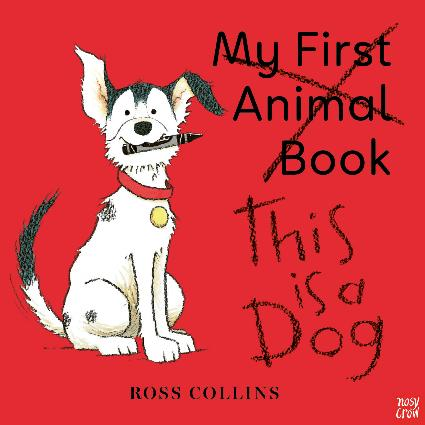 My First
Animal
Book
This
is a
Dog
ROSS COLLINS
nosy
crow